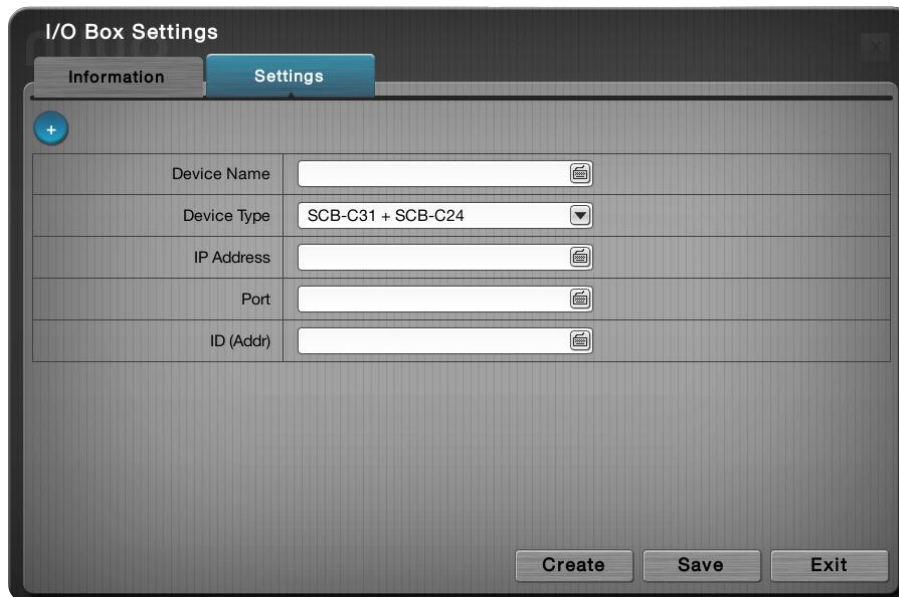 I/O Box Settings
Information Settings
+
Device Name
Device Type SCB-C31 + SCB-C24
IP Address
Port
ID (Addr)
Create Save Exit